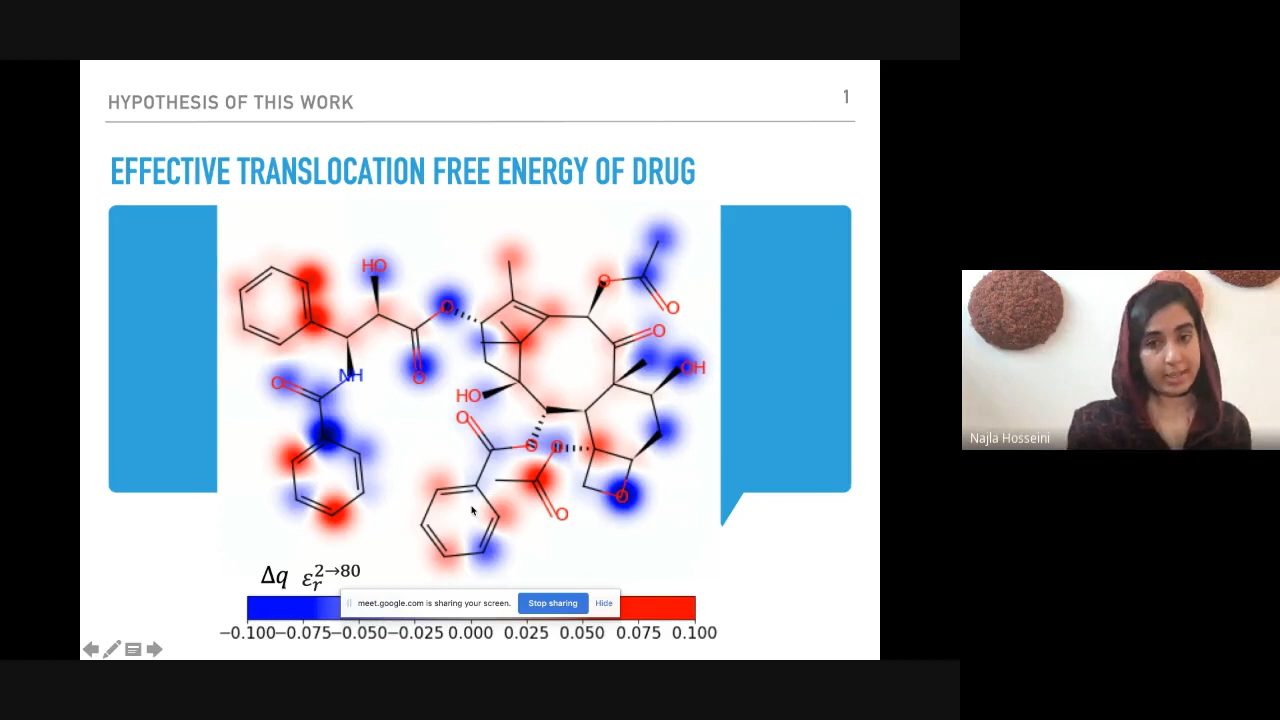 HYPOTHESIS OF THIS WORK
1
EFFECTIVE TRANSLOCATION FREE ENERGY OF DRUG
HO
O
O
O
O
O
O
NH
HO
O
OH
O
O
O
O
O
Δq ε_r^{2→80}
meet.google.com is sharing your screen.
Stop sharing
Hide
−0.100−0.075−0.050−0.025 0.000 0.025 0.050 0.075 0.100
Najla Hosseini